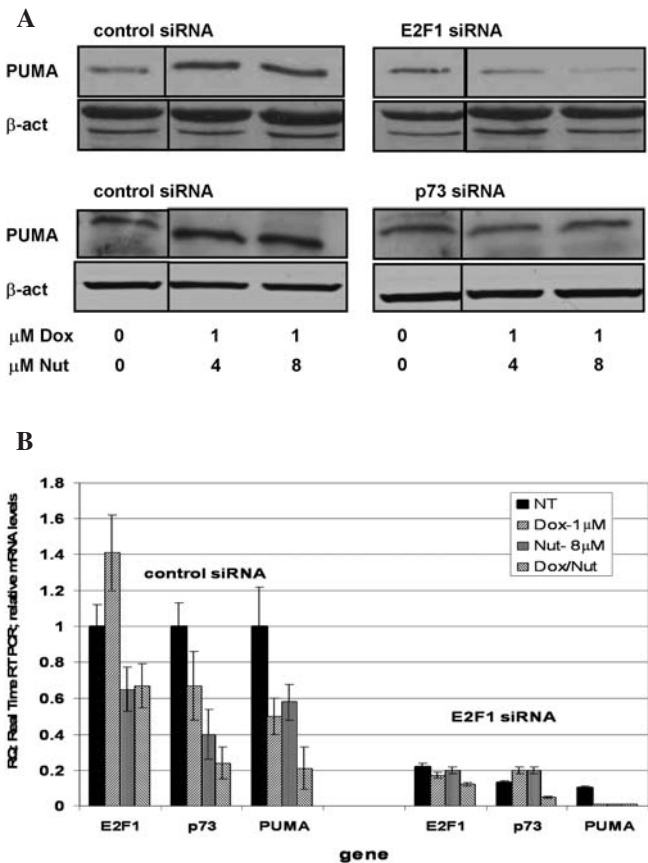 A
control siRNA E2F1 siRNA
PUMA
β-act
control siRNA p73 siRNA
PUMA
β-act
μM Dox 0 1 1 0 1 1
μM Nut 0 4 8 0 4 8
B
RQ: Real Time RT PCR; relative mRNA levels
1.8
1.6
1.4
1.2
1
0.8
0.6
0.4
0.2
0
NT
Dox-1μM
Nut- 8μM
Dox/Nut
control siRNA
E2F1 siRNA
E2F1 p73 PUMA E2F1 p73 PUMA
gene